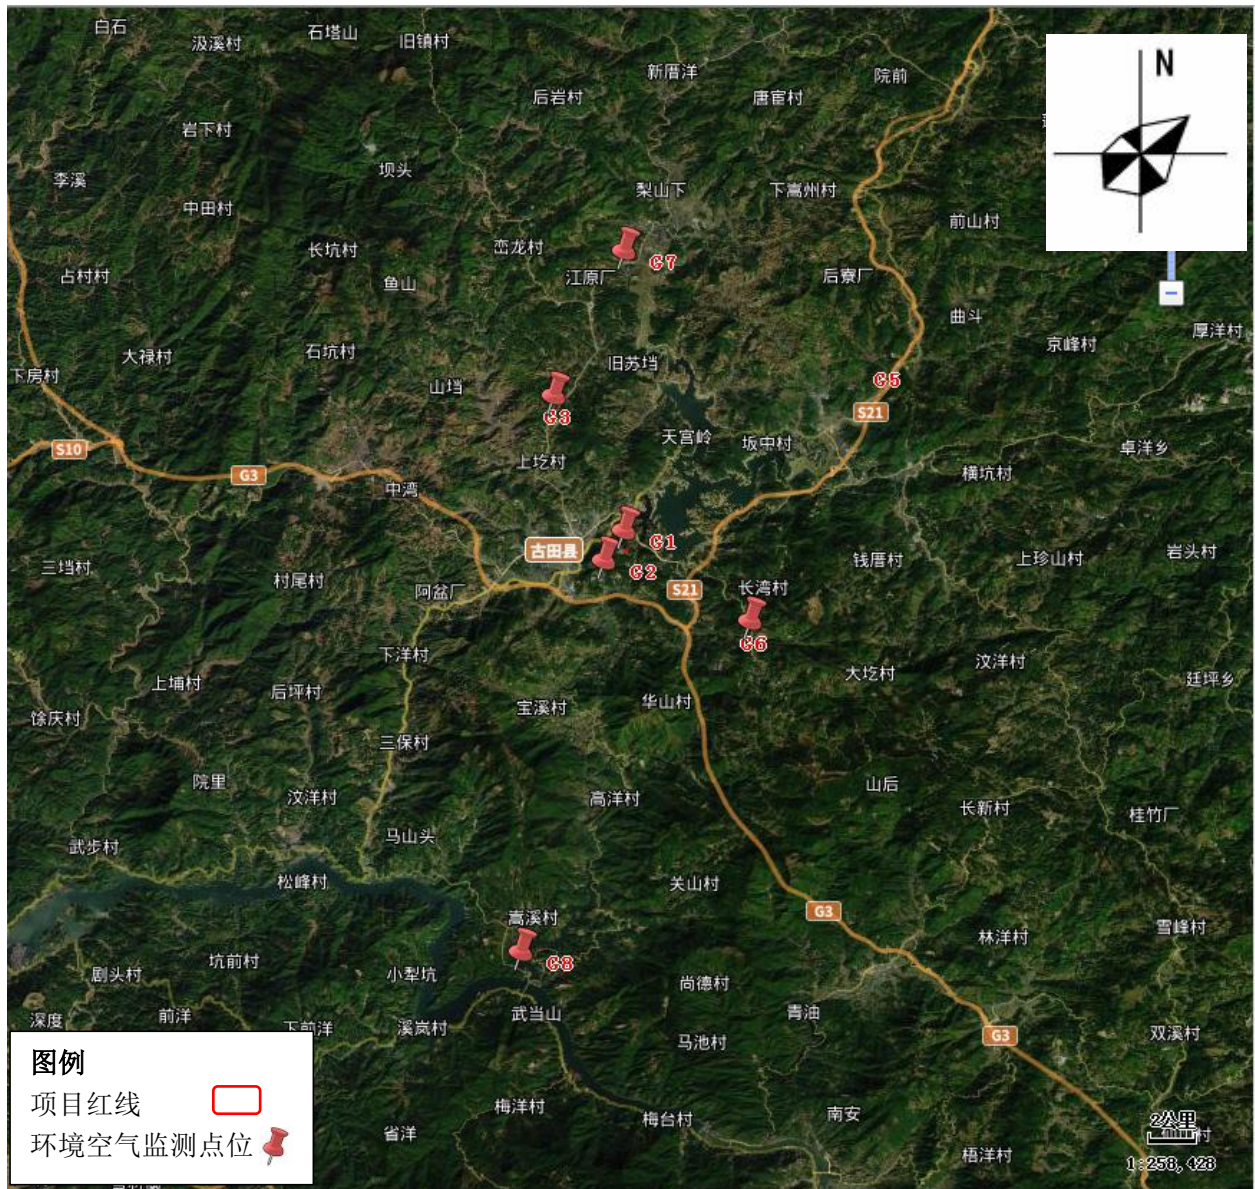 白石
汲溪村
石塔山
旧镇村
新厝洋
院前
后岩村
唐宦村
N
岩下村
坝头
李溪
中田村
梨山下
下嵩州村
前山村
长坑村
峦龙村
G7
占村村
鱼山
江原厂
后寮厂
曲斗
厚洋村
大禄村
石坑村
旧苏垱
京峰村
下房村
山垱
G5
S21
G3
天宫岭
坂中村
卓洋乡
S10
G3
上圪村
横坑村
中湾
古田县
G1
G2
三垱村
村尾村
阿盆厂
S21
长湾村
钱厝村
上珍山村
岩头村
G6
下洋村
上埔村
后坪村
大圪村
汶洋村
廷坪乡
馀庆村
宝溪村
华山村
三保村
院里
汶洋村
高洋村
山后
长新村
桂竹厂
武步村
马山头
松峰村
关山村
G3
嵩溪村
林洋村
雪峰村
坑前村
G8
剧头村
小犁坑
尚德村
深度
前洋
下前洋
溪岚村
武当山
青油
马池村
G3
双溪村
图例
项目红线
环境空气监测点位
梅洋村
省洋
梅台村
南安
2公里
村
梧洋村
1:258,428